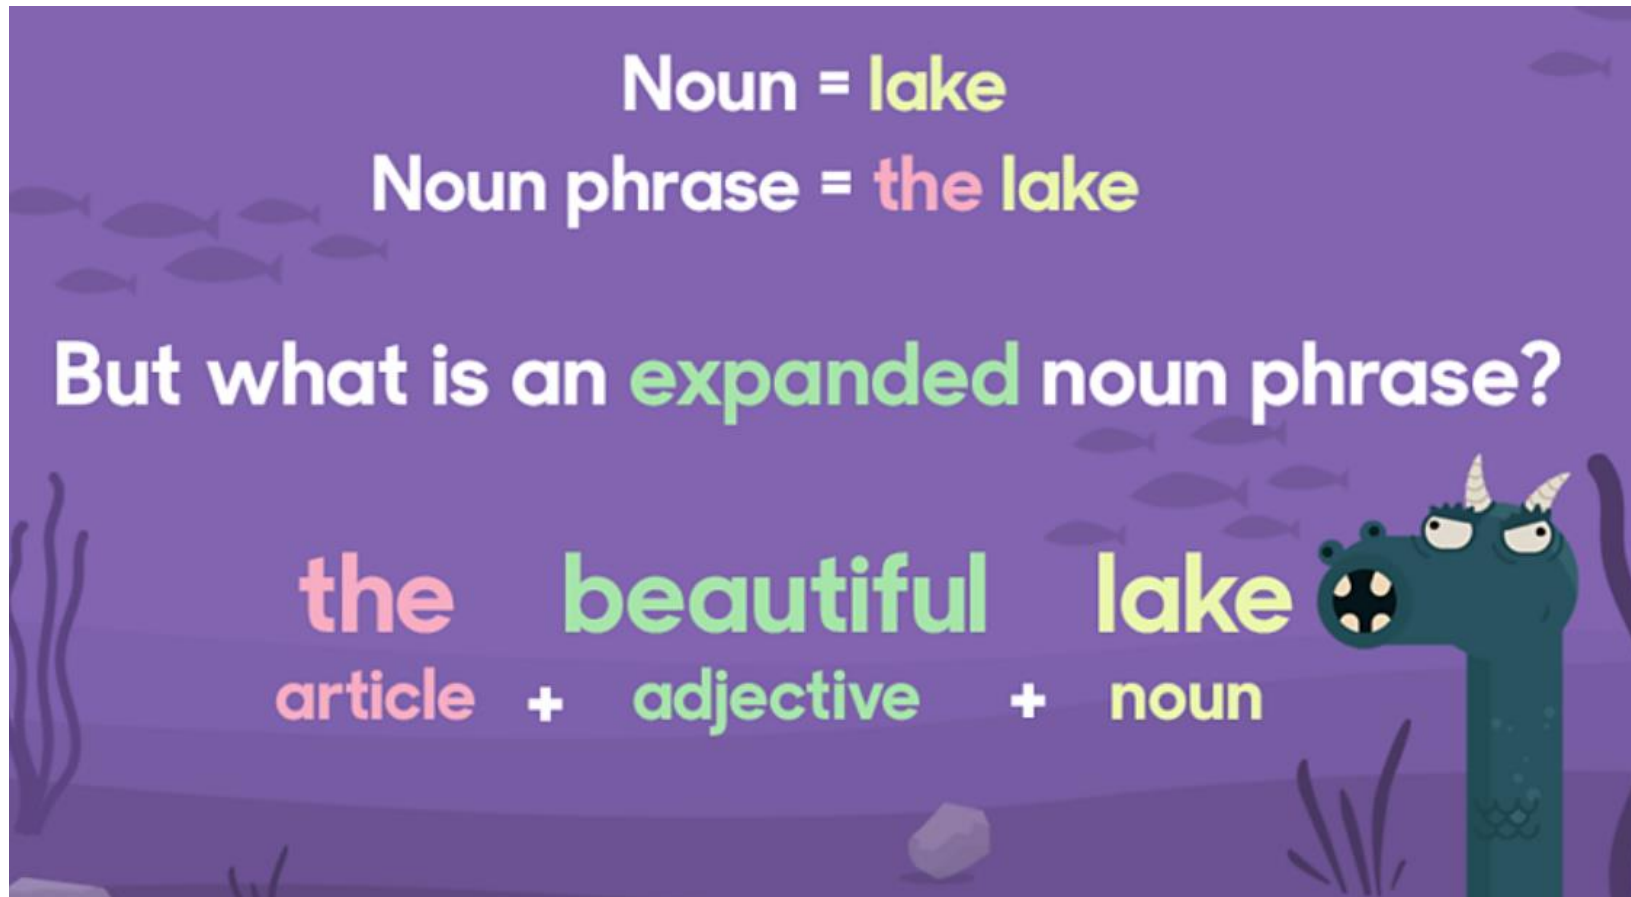 Noun = lake
Noun phrase = the lake
But what is an expanded noun phrase?
the beautiful lake
article + adjective + noun